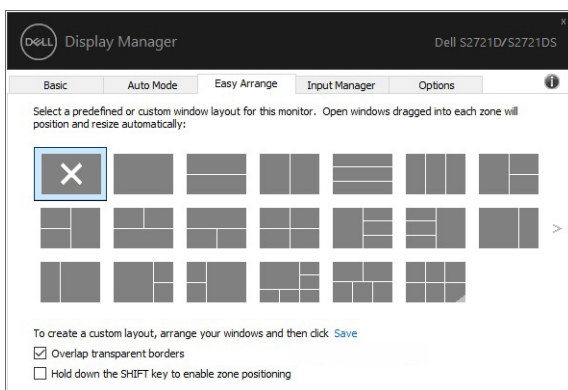 x
DELL Display Manager Dell S2721D/S2721DS
Basic Auto Mode Easy Arrange Input Manager Options i
Select a predefined or custom window layout for this monitor. Open windows dragged into each zone will
position and resize automatically:
>
To create a custom layout, arrange your windows and then click Save
Overlap transparent borders
Hold down the SHIFT key to enable zone positioning